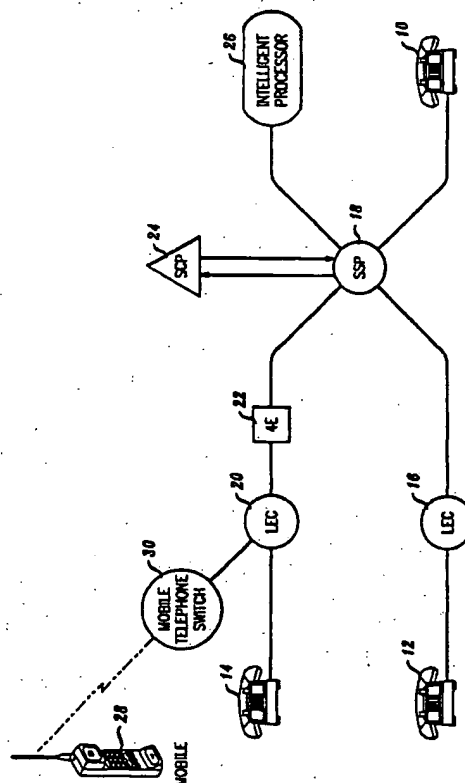 26
INTELLIGENT
PROCESSOR
10
24
SCP
18
SSP
22
4E
20
LEC
16
LEC
30
MOBILE
TELEPHONE
SWITCH
14
12
28
MOBILE